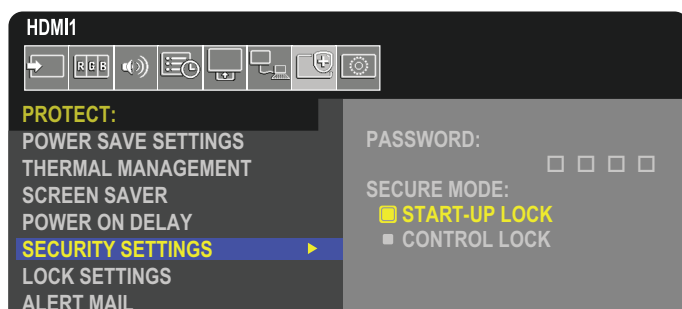 HDMI1
RGB
PROTECT:
POWER SAVE SETTINGS
THERMAL MANAGEMENT
SCREEN SAVER
POWER ON DELAY
SECURITY SETTINGS
LOCK SETTINGS
ALERT MAIL
PASSWORD:
SECURE MODE:
START-UP LOCK
CONTROL LOCK